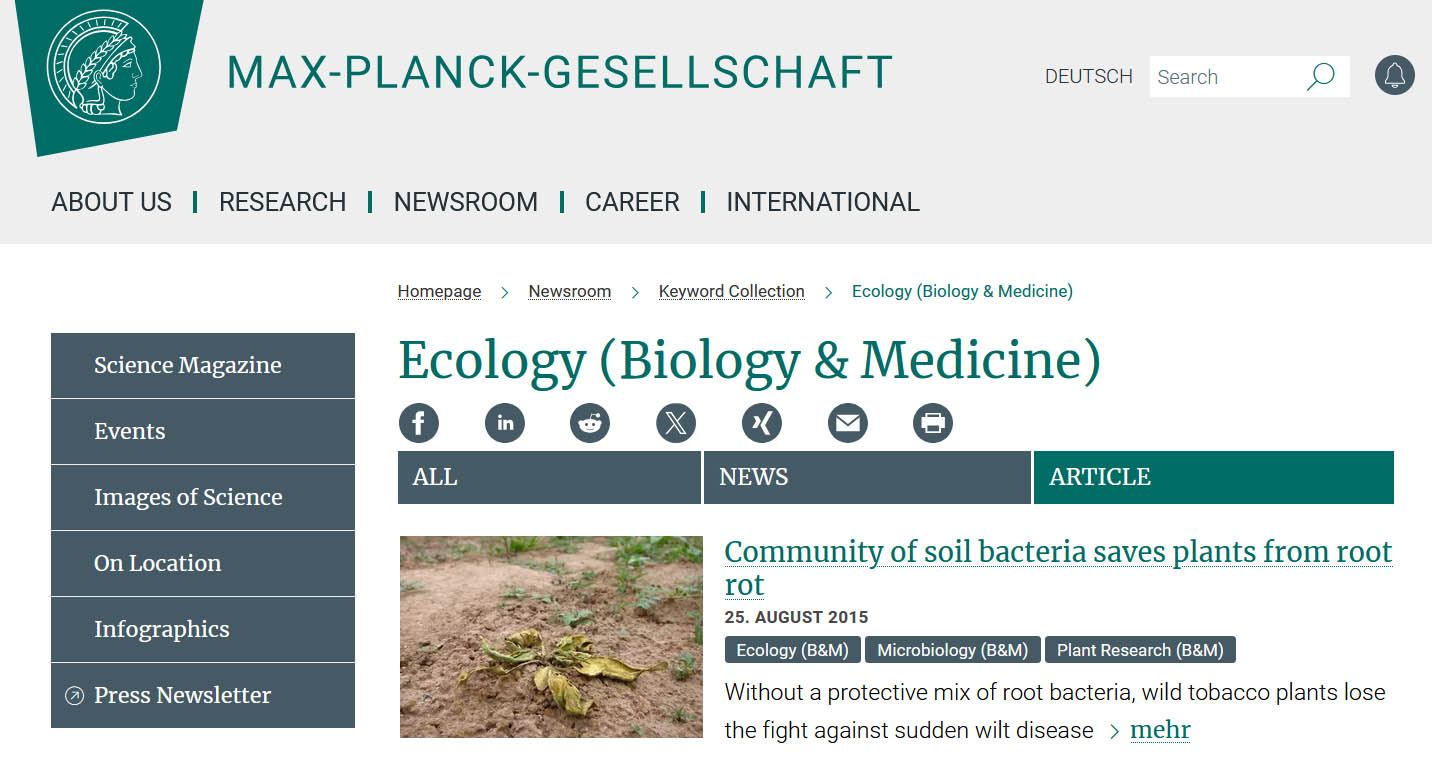 MAX-PLANCK-GESELLSCHAFT
DEUTSCH
Search
ABOUT US
RESEARCH
NEWSROOM
CAREER
INTERNATIONAL
Homepage
Newsroom
Keyword Collection
Ecology (Biology & Medicine)
Science Magazine
Events
Images of Science
On Location
Infographics
Press Newsletter
Ecology (Biology & Medicine)
ALL
NEWS
ARTICLE
Community of soil bacteria saves plants from root
rot
25. AUGUST 2015
Ecology (B&M)
Microbiology (B&M)
Plant Research (B&M)
Without a protective mix of root bacteria, wild tobacco plants lose
the fight against sudden wilt disease
mehr